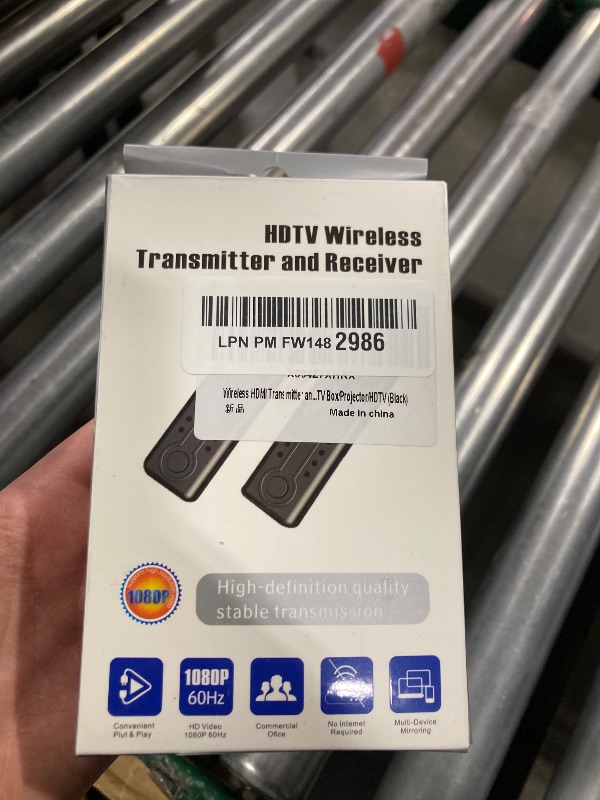 HDTV Wireless
Transmitter and Receiver
LPN PM FW148 2986
Wireless HDMI Transmitter an...TV Box/Projector/HDTV (Black)
新品
Made in china
1080P
High-definition quality
stable transmission
1080P
60Hz
Convenient
Plut & Play
HD Video
1080P 60Hz
Commercial
Ofice
No Internet
Required
Multi-Device
Mirroring